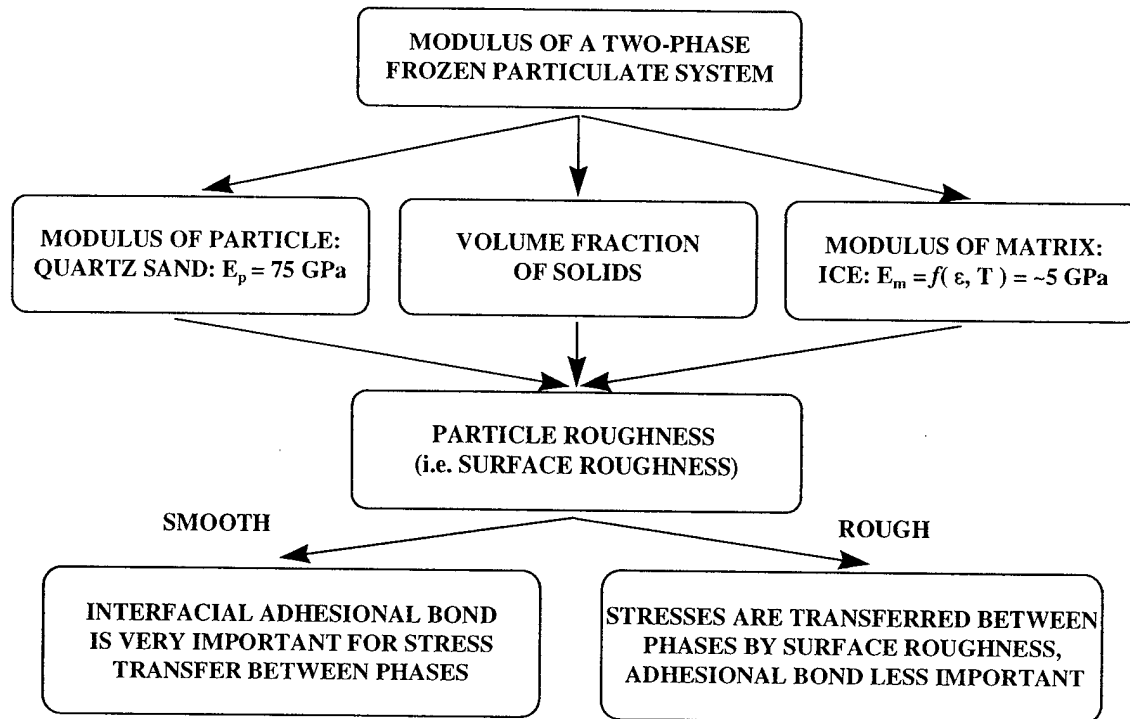 MODULUS OF A TWO-PHASE
FROZEN PARTICULATE SYSTEM
MODULUS OF PARTICLE:
QUARTZ SAND: Eₚ = 75 GPa
VOLUME FRACTION
OF SOLIDS
MODULUS OF MATRIX:
ICE: Eₘ = f( ε, T ) = ~5 GPa
PARTICLE ROUGHNESS
(i.e. SURFACE ROUGHNESS)
SMOOTH
ROUGH
INTERFACIAL ADHESIONAL BOND
IS VERY IMPORTANT FOR STRESS
TRANSFER BETWEEN PHASES
STRESSES ARE TRANSFERRED BETWEEN
PHASES BY SURFACE ROUGHNESS,
ADHESIONAL BOND LESS IMPORTANT